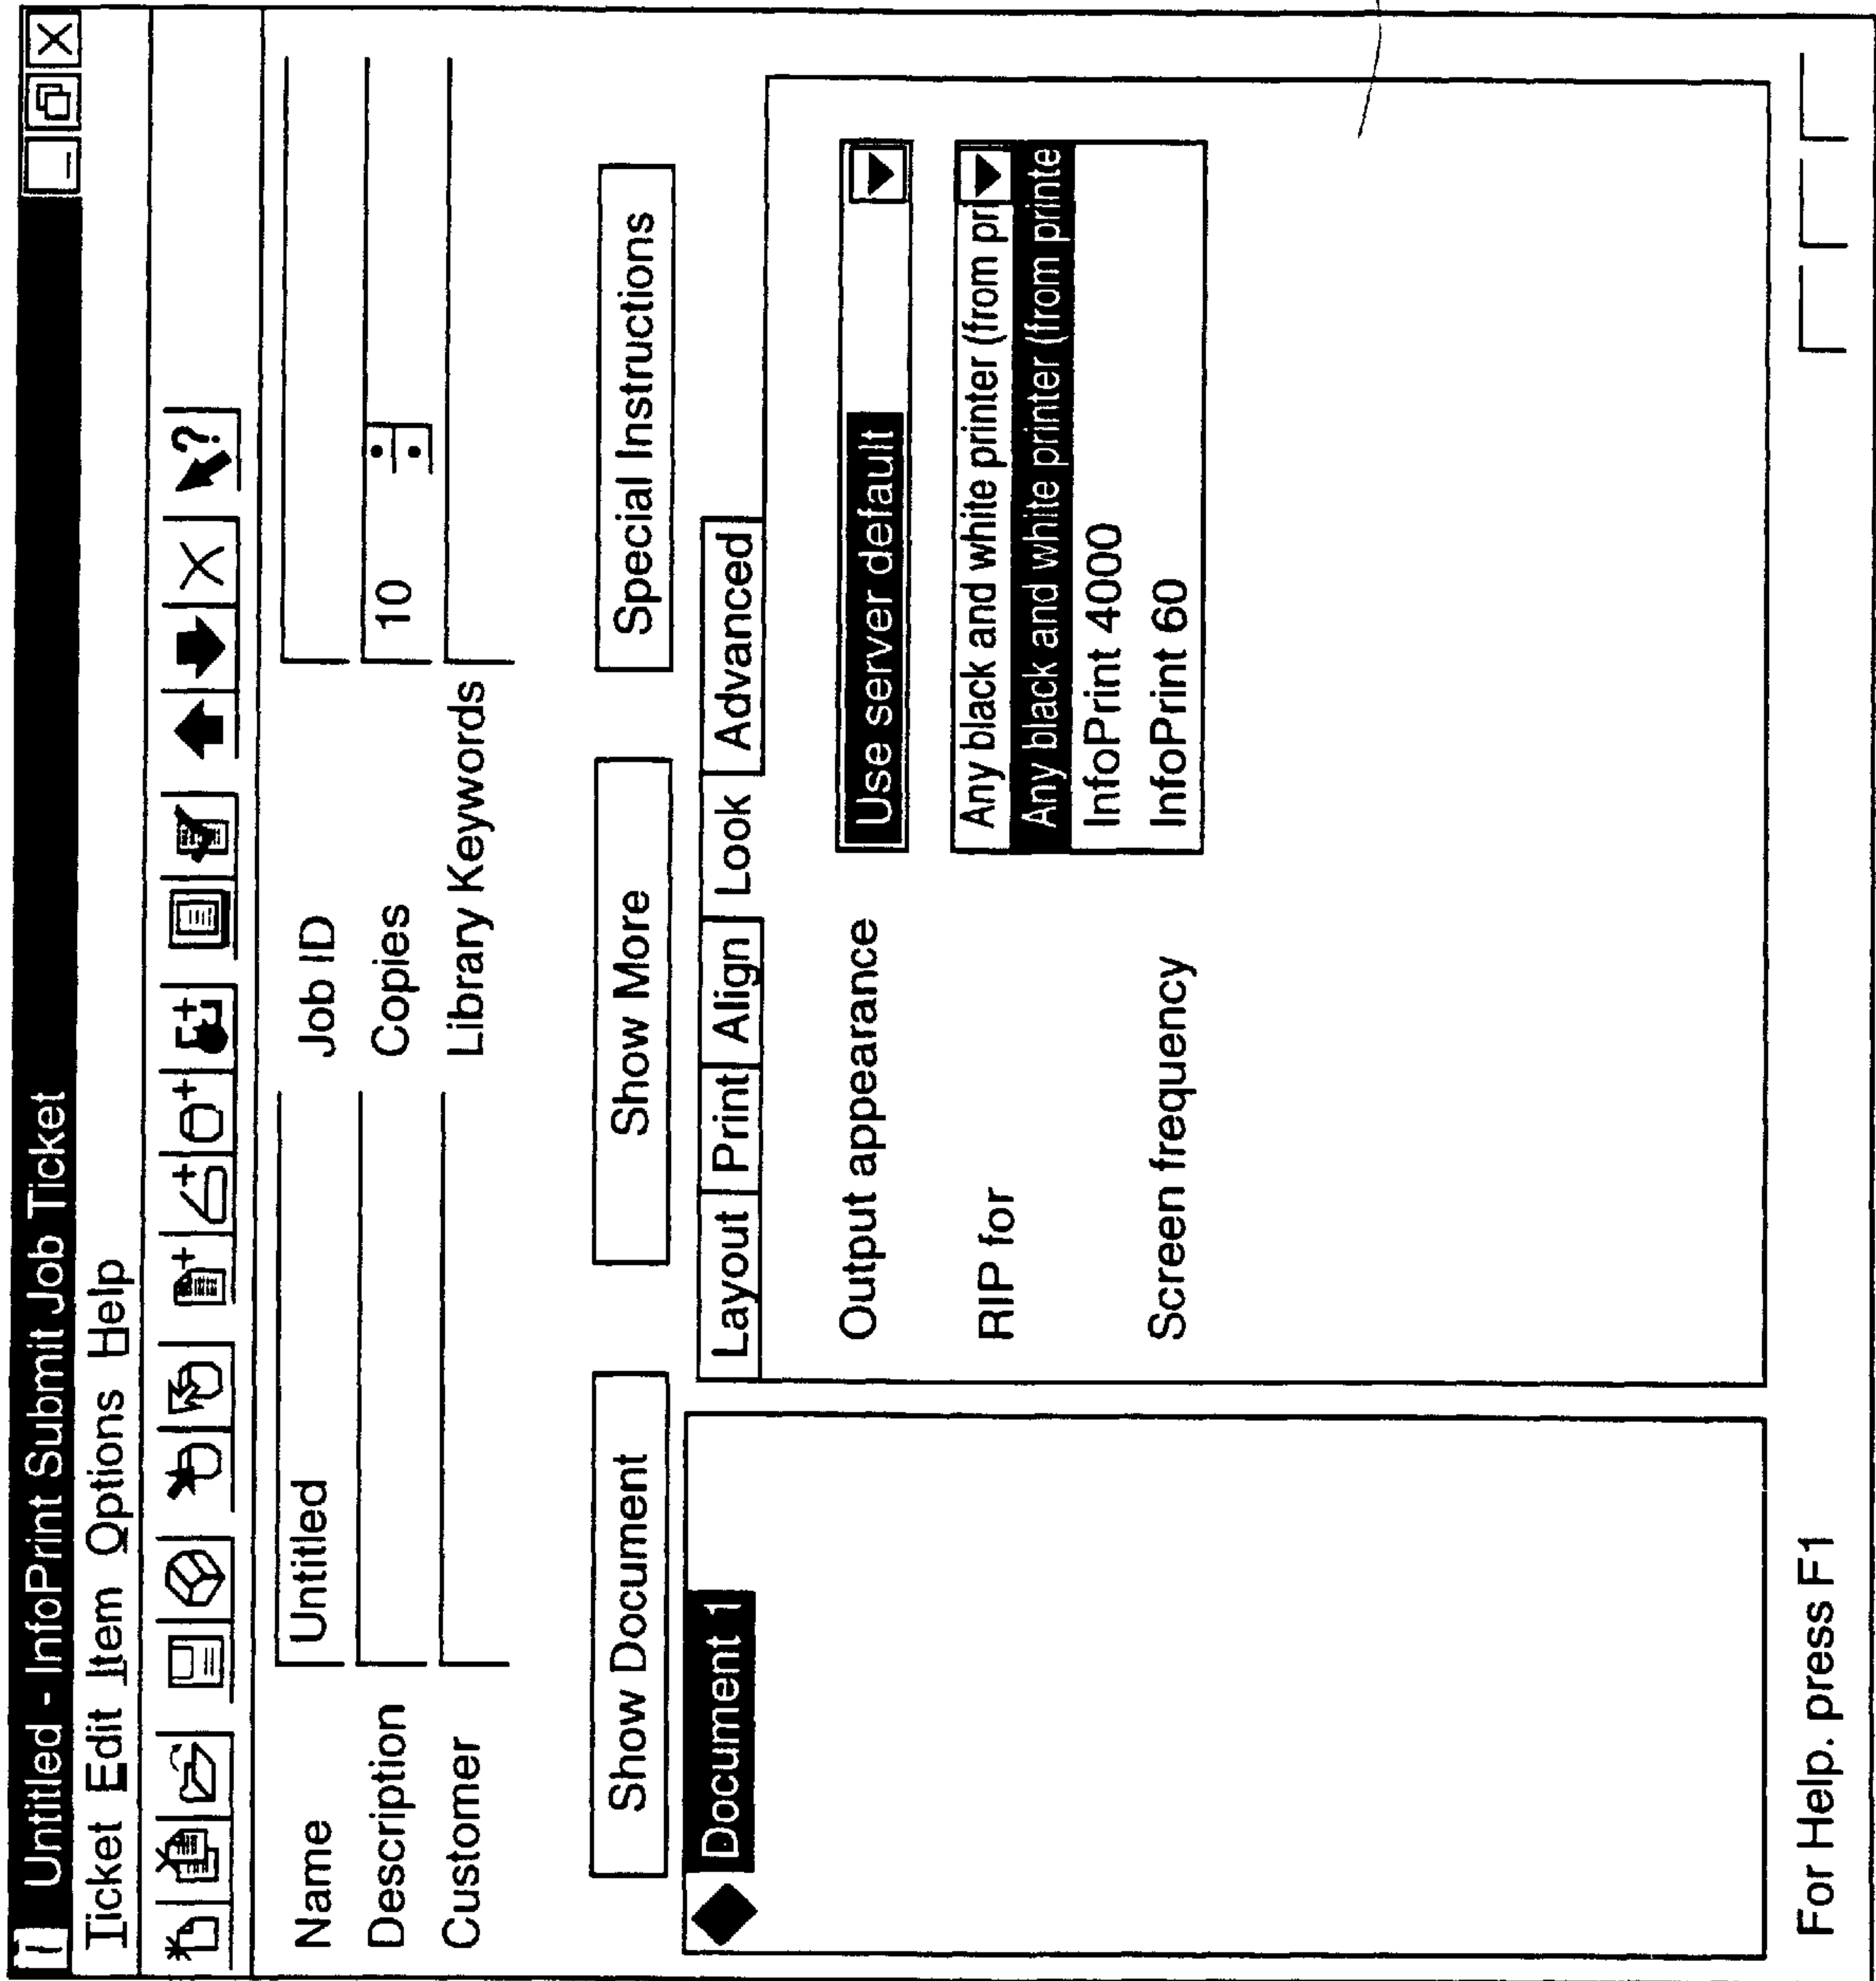 Untitled - InfoPrint Submit Job Ticket
Ticket Edit Item Options Help
Name Untitled Job ID
Description Copies 10
Customer Library Keywords
Show Document Show More Special Instructions
Document 1
Layout Print Align Look Advanced
Output appearance Use server default
RIP for Any black and white printer (from pri
Any black and white printer (from printe
InfoPrint 4000
Screen frequency InfoPrint 60
For Help. press F1